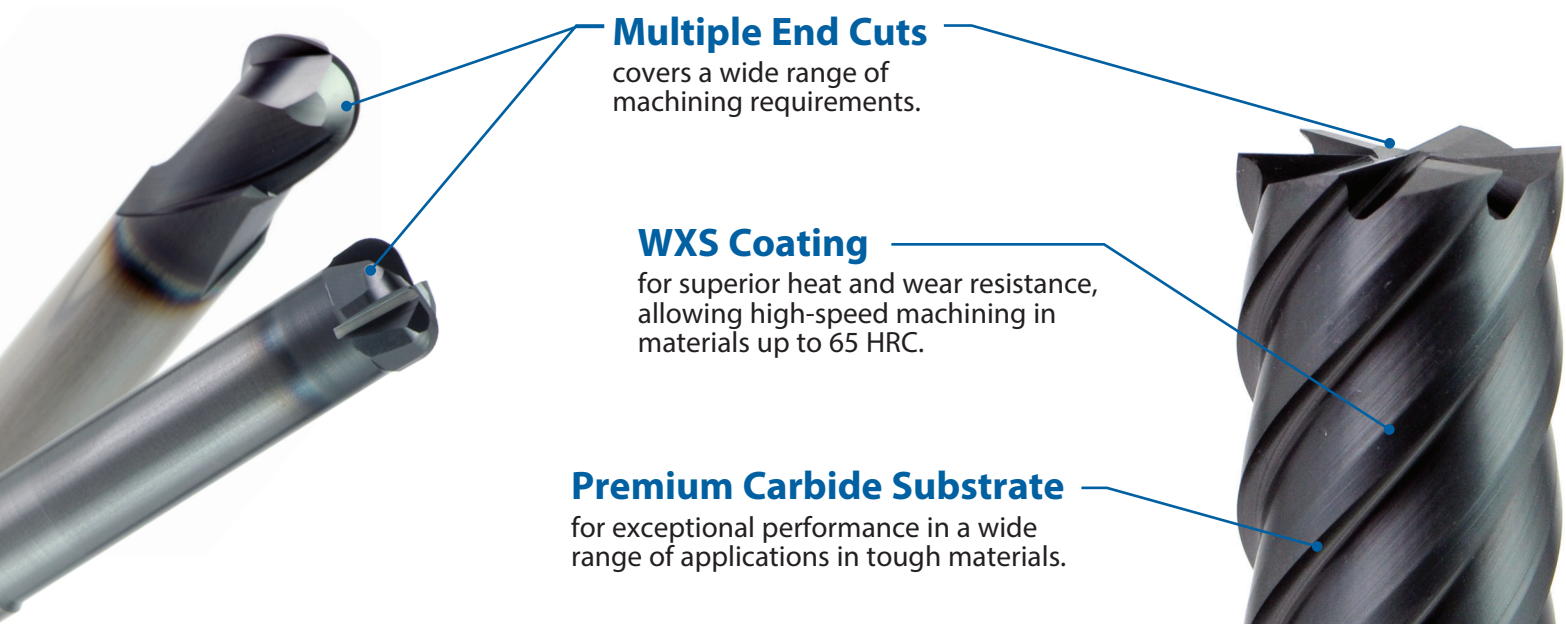 Multiple End Cuts
covers a wide range of
machining requirements.
WXS Coating
for superior heat and wear resistance,
allowing high-speed machining in
materials up to 65 HRC.
Premium Carbide Substrate
for exceptional performance in a wide
range of applications in tough materials.